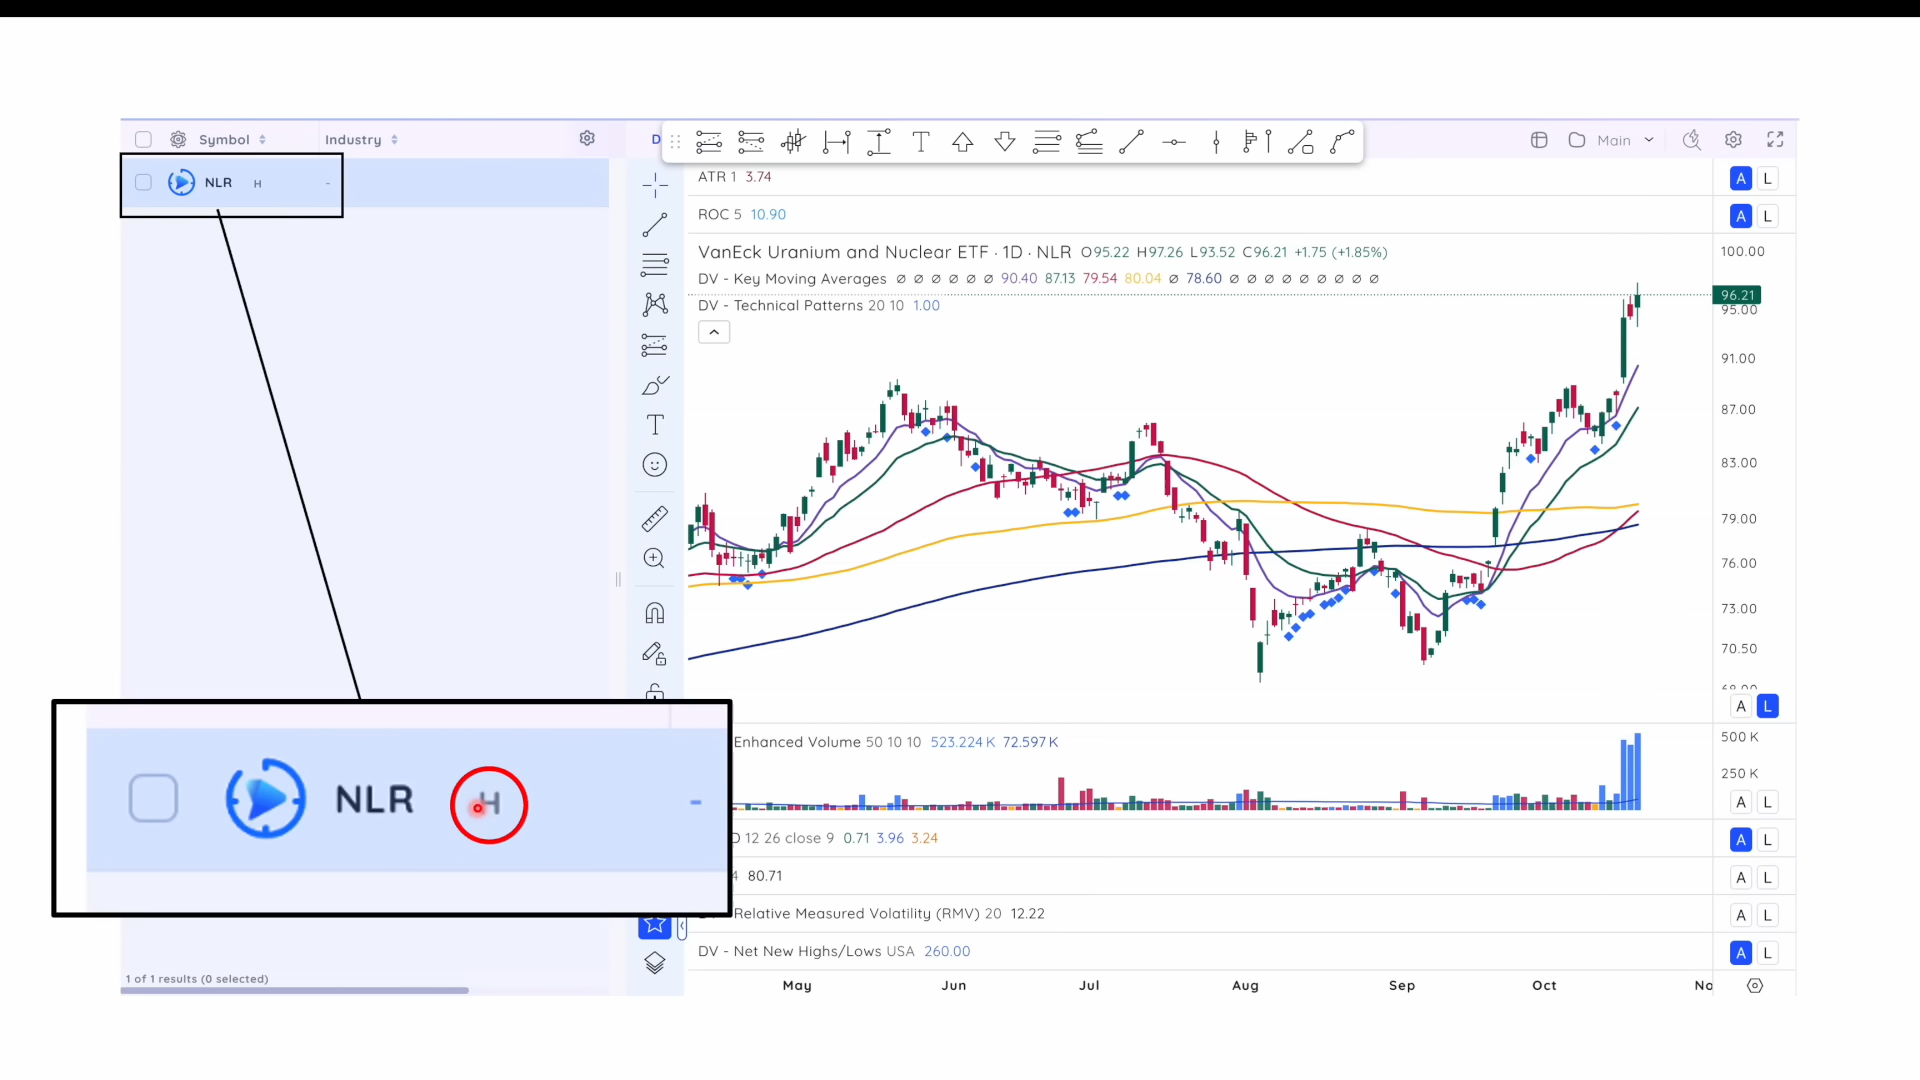 Symbol Industry
NLR H -
D
Main
ATR 1 3.74
A L
ROC 5 10.90
A L
VanEck Uranium and Nuclear ETF · 1D · NLR O95.22 H97.26 L93.52 C96.21 +1.75 (+1.85%)
DV - Key Moving Averages ø ø ø ø ø ø 90.40 87.13 79.54 80.04 ø 78.60 ø ø ø ø ø ø ø ø ø
DV - Technical Patterns 20 10 1.00
100.00
96.21
95.00
91.00
87.00
83.00
79.00
76.00
73.00
70.50
68.00
A L
Enhanced Volume 50 10 10 523.224 K 72.597 K
500 K
250 K
A L
NLR H -
D 12 26 close 9 0.71 3.96 3.24
A L
4 80.71
A L
Relative Measured Volatility (RMV) 20 12.22
A L
DV - Net New Highs/Lows USA 260.00
A L
1 of 1 results (0 selected)
May Jun Jul Aug Sep Oct No